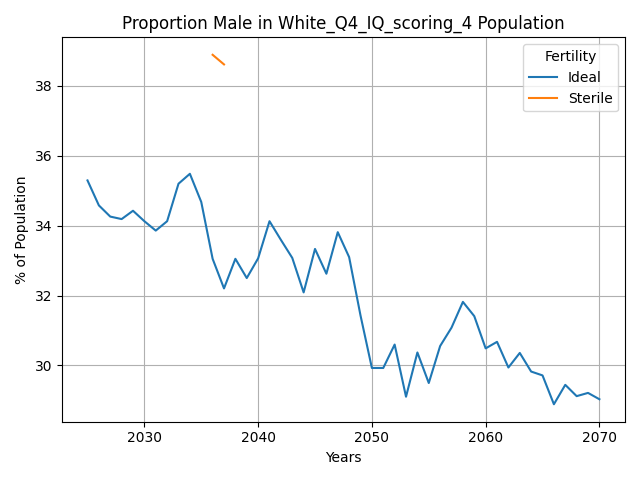 Proportion Male in White_Q4_IQ_scoring_4 Population
Fertility
Ideal
Sterile
% of Population
38
36
34
32
30
2030
2040
2050
2060
2070
Years